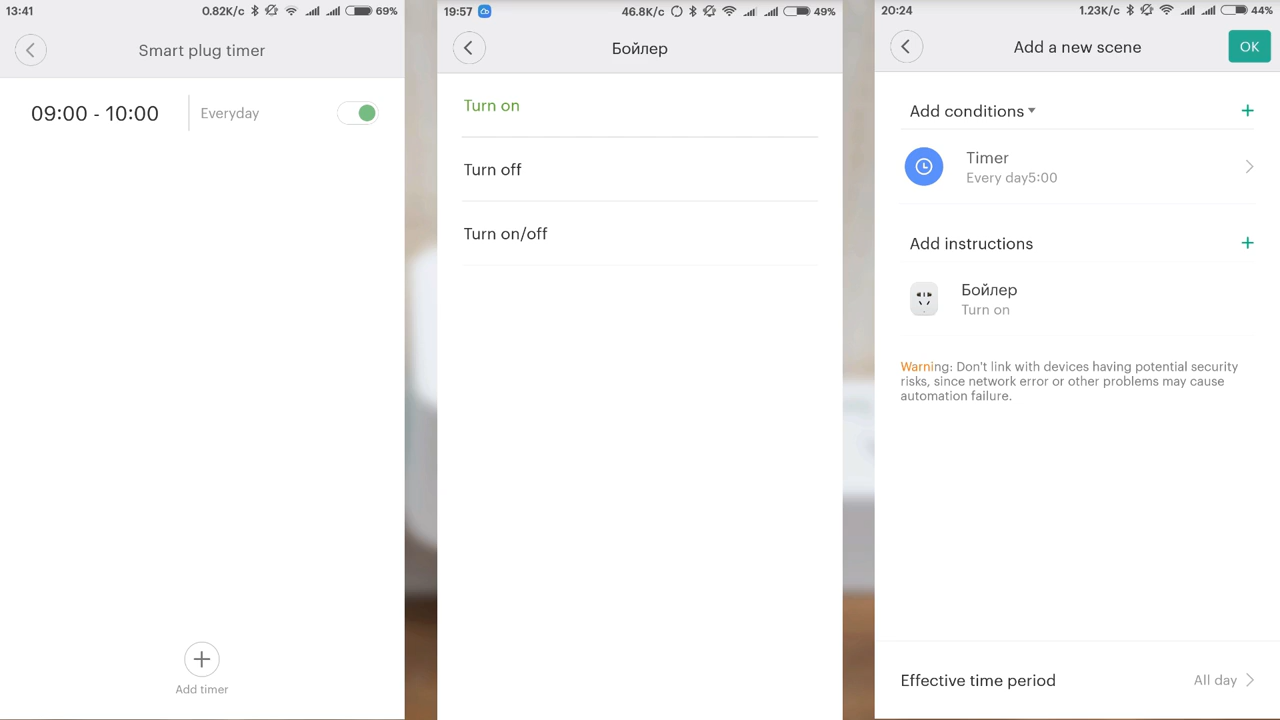 13:41
0.82K/c
69%
Smart plug timer
09:00 - 10:00
Everyday
Add timer
19:57
46.8K/c
49%
Бойлер
Turn on
Turn off
Turn on/off
20:24
1.23K/c
44%
Add a new scene
OK
Add conditions
Timer
Every day5:00
Add instructions
Бойлер
Turn on
Warning: Don't link with devices having potential security
risks, since network error or other problems may cause
automation failure.
Effective time period
All day